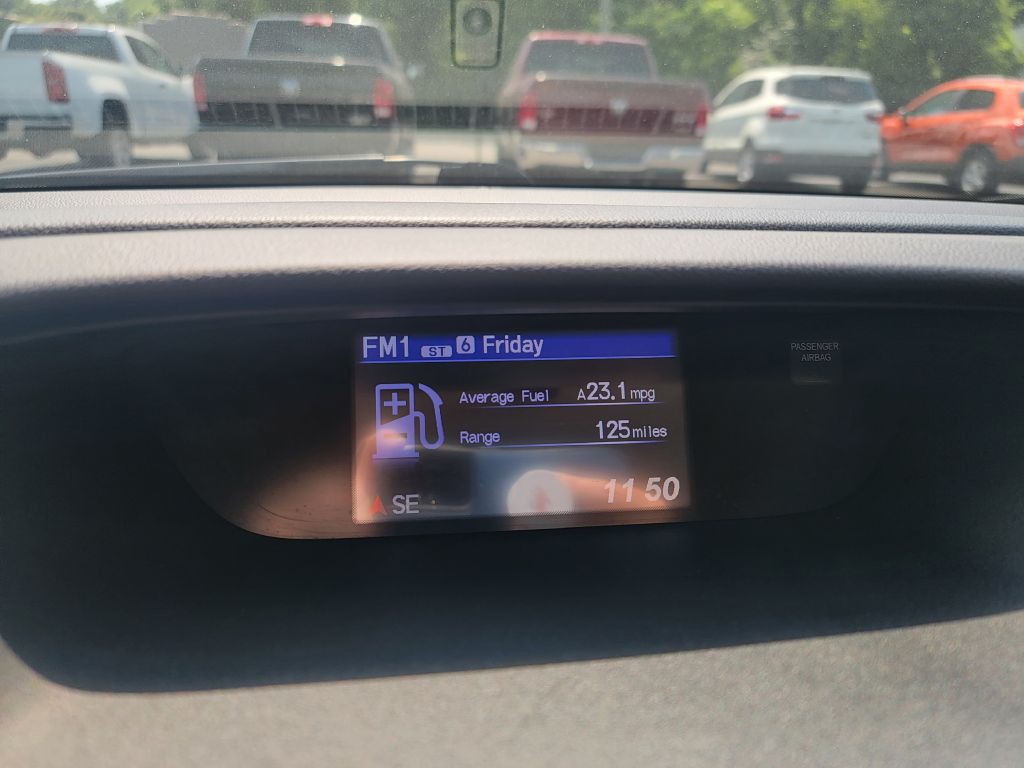 FM1 ST 6 Friday
PASSENGER
AIRBAG
Average Fuel A23.1 mpg
Range 125 miles
SE 11 50